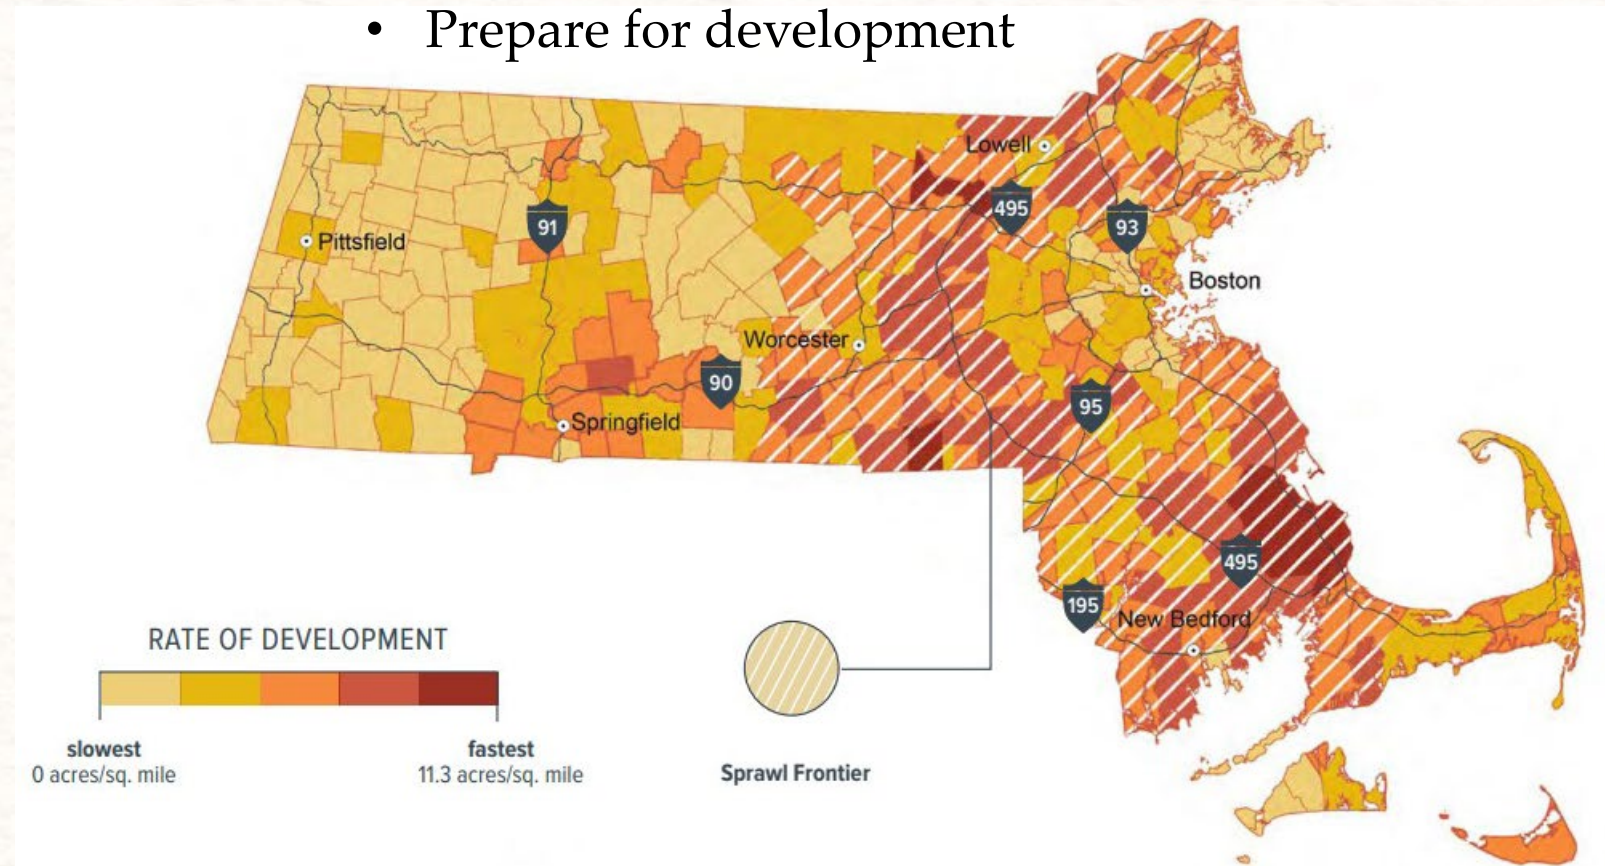 • Prepare for development
Lowell
495
93
91
Pittsfield
Boston
Worcester
90
95
Springfield
495
195
New Bedford
RATE OF DEVELOPMENT
slowest
0 acres/sq. mile
fastest
11.3 acres/sq. mile
Sprawl Frontier